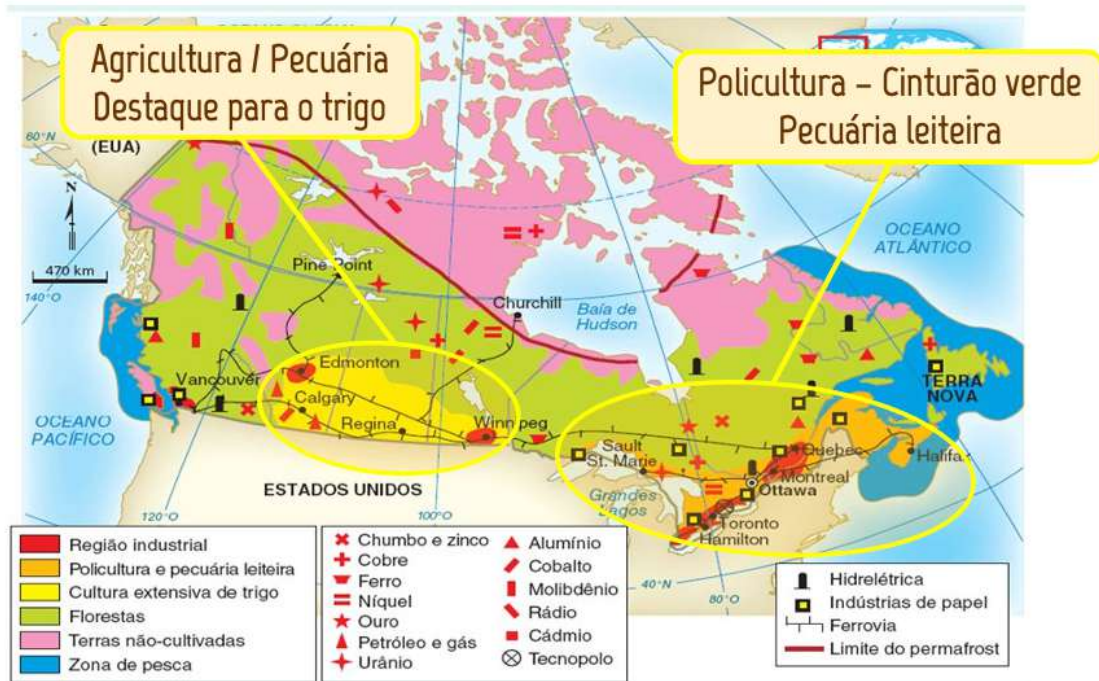 Agricultura / Pecuária
Destaque para o trigo
Policultura – Cinturão verde
Pecuária leiteira
60°N
(EUA)
N
470 km
140°O
OCEANO
ATLÂNTICO
Pine Point
Churchill
Baía de
Hudson
Edmonton
Vancouver
Calgary
Regina
Winn peg
TERRA
NOVA
OCEANO
PACÍFICO
Sault
St. Marie
Quebec
Halifa
Montreal
Ottawa
Grandes
Lagos
Toronto
Hamilton
ESTADOS UNIDOS
120°O
100°O
80°O
40°N
Região industrial
Policultura e pecuária leiteira
Cultura extensiva de trigo
Florestas
Terras não-cultivadas
Zona de pesca
Chumbo e zinco
Cobre
Ferro
Níquel
Ouro
Petróleo e gás
Urânio
Alumínio
Cobalto
Molibdênio
Rádio
Cádmio
Tecnopolo
Hidrelétrica
Indústrias de papel
Ferrovia
Limite do permafrost